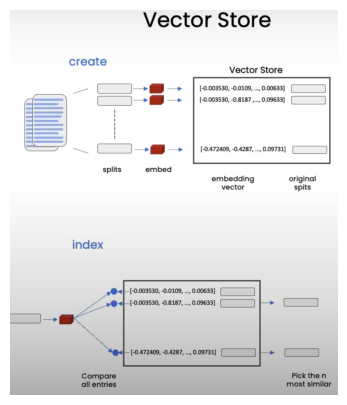 Vector Store
create
Vector Store
[-0.003530, -0.0109, ..., 0.00633]
[-0.003530, -0.8187, ..., 0.09633]
[-0.472409, -0.4287, ..., 0.09731]
splits
embed
embedding
vector
original
spits
index
[-0.003530, -0.0109, ..., 0.00633]
[-0.003530, -0.8187, ..., 0.09633]
[-0.472409, -0.4287, ..., 0.09731]
Compare
all entries
Pick the n
most similar